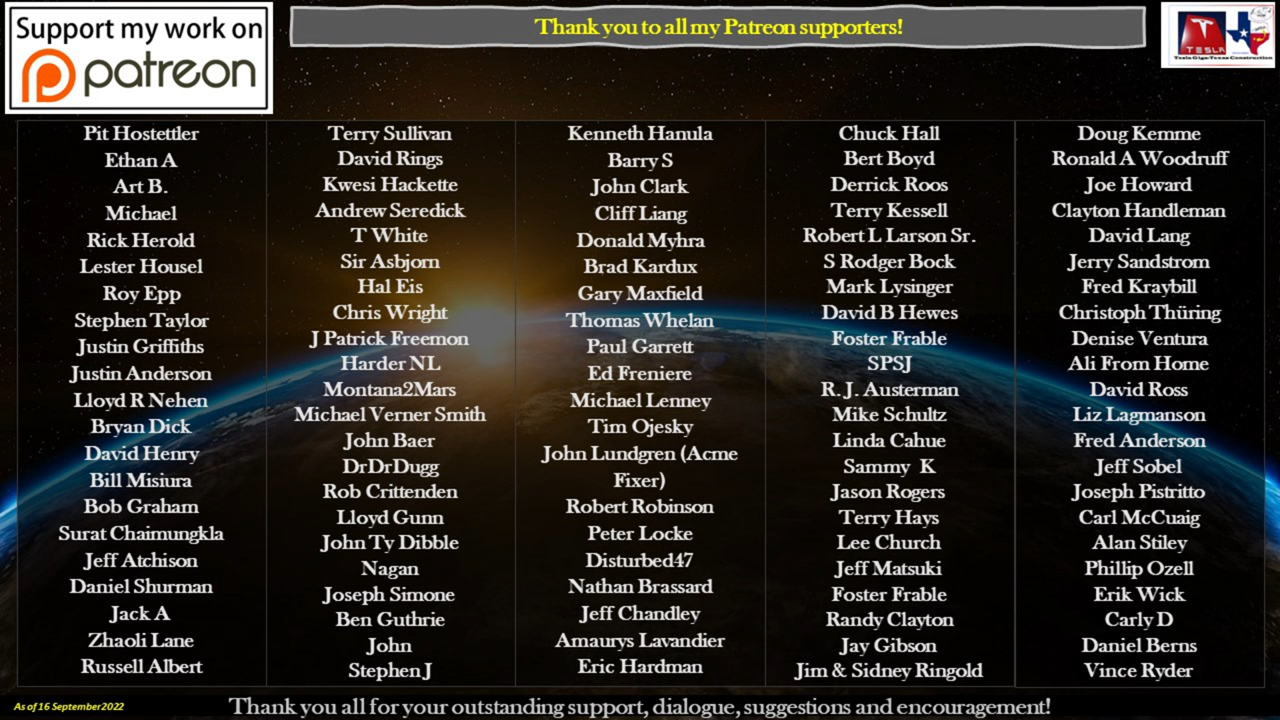 Support my work on
patreon
Thank you to all my Patreon supporters!
TESLA
Tesla Giga Texas Construction
Pit Hostettler
Ethan A
Art B.
Michael
Rick Herold
Lester Housel
Roy Epp
Stephen Taylor
Justin Griffiths
Justin Anderson
Lloyd R Nehen
Bryan Dick
David Henry
Bill Misiura
Bob Graham
Surat Chaimungkla
Jeff Atchison
Daniel Shurman
Jack A
Zhaoli Lane
Russell Albert
Terry Sullivan
David Rings
Kwesi Hackette
Andrew Seredick
T White
Sir Asbjorn
Hal Eis
Chris Wright
J Patrick Freemon
Harder NL
Montana2Mars
Michael Verner Smith
John Baer
DrDrDugg
Rob Crittenden
Lloyd Gunn
John Ty Dibble
Nagan
Joseph Simone
Ben Guthrie
John
Stephen J
Kenneth Hanula
Barry S
John Clark
Cliff Liang
Donald Myhra
Brad Kardux
Gary Maxfield
Thomas Whelan
Paul Garrett
Ed Freniere
Michael Lenney
Tim Ojesky
John Lundgren (Acme
Fixer)
Robert Robinson
Peter Locke
Disturbed47
Nathan Brassard
Jeff Chandley
Amaurys Lavandier
Eric Hardman
Chuck Hall
Bert Boyd
Derrick Roos
Terry Kessell
Robert L Larson Sr.
S Rodger Bock
Mark Lysinger
David B Hewes
Foster Frable
SPSJ
R. J. Austerman
Mike Schultz
Linda Cahue
Sammy K
Jason Rogers
Terry Hays
Lee Church
Jeff Matsuki
Foster Frable
Randy Clayton
Jay Gibson
Jim & Sidney Ringold
Doug Kemme
Ronald A Woodruff
Joe Howard
Clayton Handleman
David Lang
Jerry Sandstrom
Fred Kraybill
Christoph Thüring
Denise Ventura
Ali From Home
David Ross
Liz Lagmanson
Fred Anderson
Jeff Sobel
Joseph Pistritto
Carl McCuaig
Alan Stiley
Phillip Ozell
Erik Wick
Carly D
Daniel Berns
Vince Ryder
As of 16 September2022
Thank you all for your outstanding support, dialogue, suggestions and encouragement!